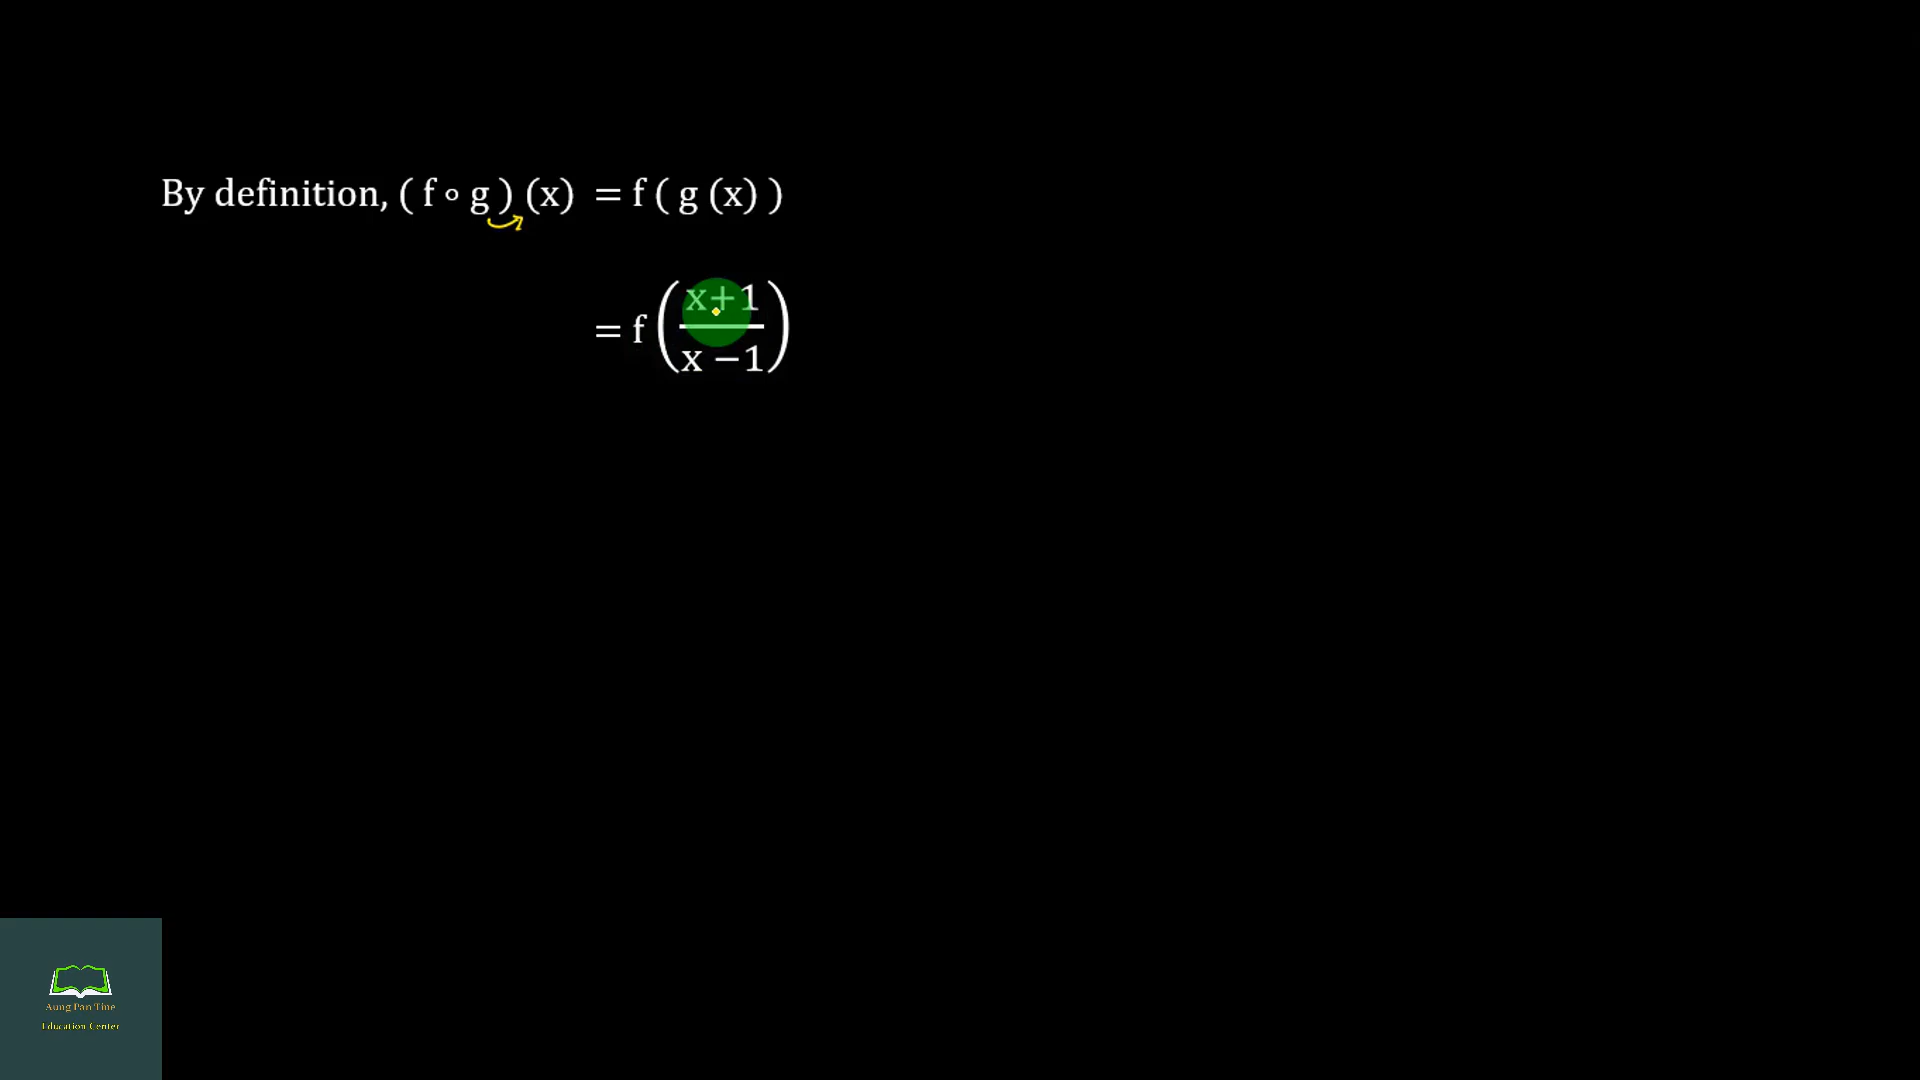 By definition, ( f ∘ g ) (x) = f ( g (x) )
= f ( (x+1)/(x −1) )
Aung Pan Tine
Education Center